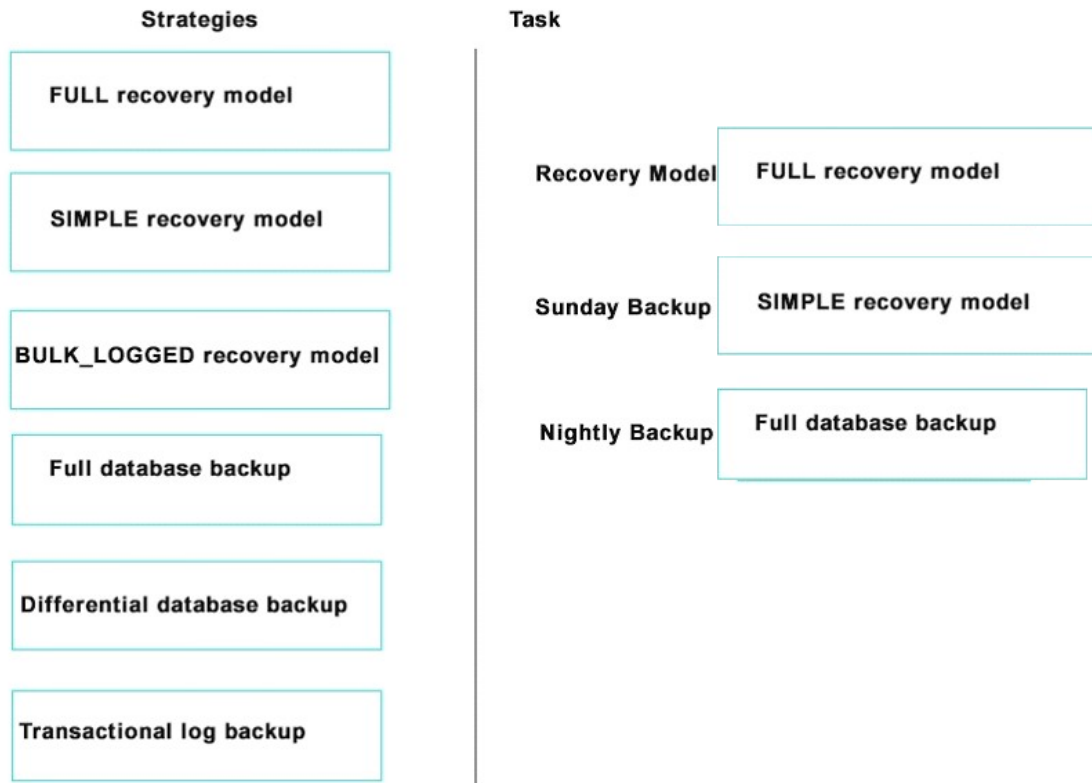 Strategies
FULL recovery model
SIMPLE recovery model
BULK_LOGGED recovery model
Full database backup
Differential database backup
Transactional log backup
Task
Recovery Model FULL recovery model
Sunday Backup SIMPLE recovery model
Nightly Backup Full database backup